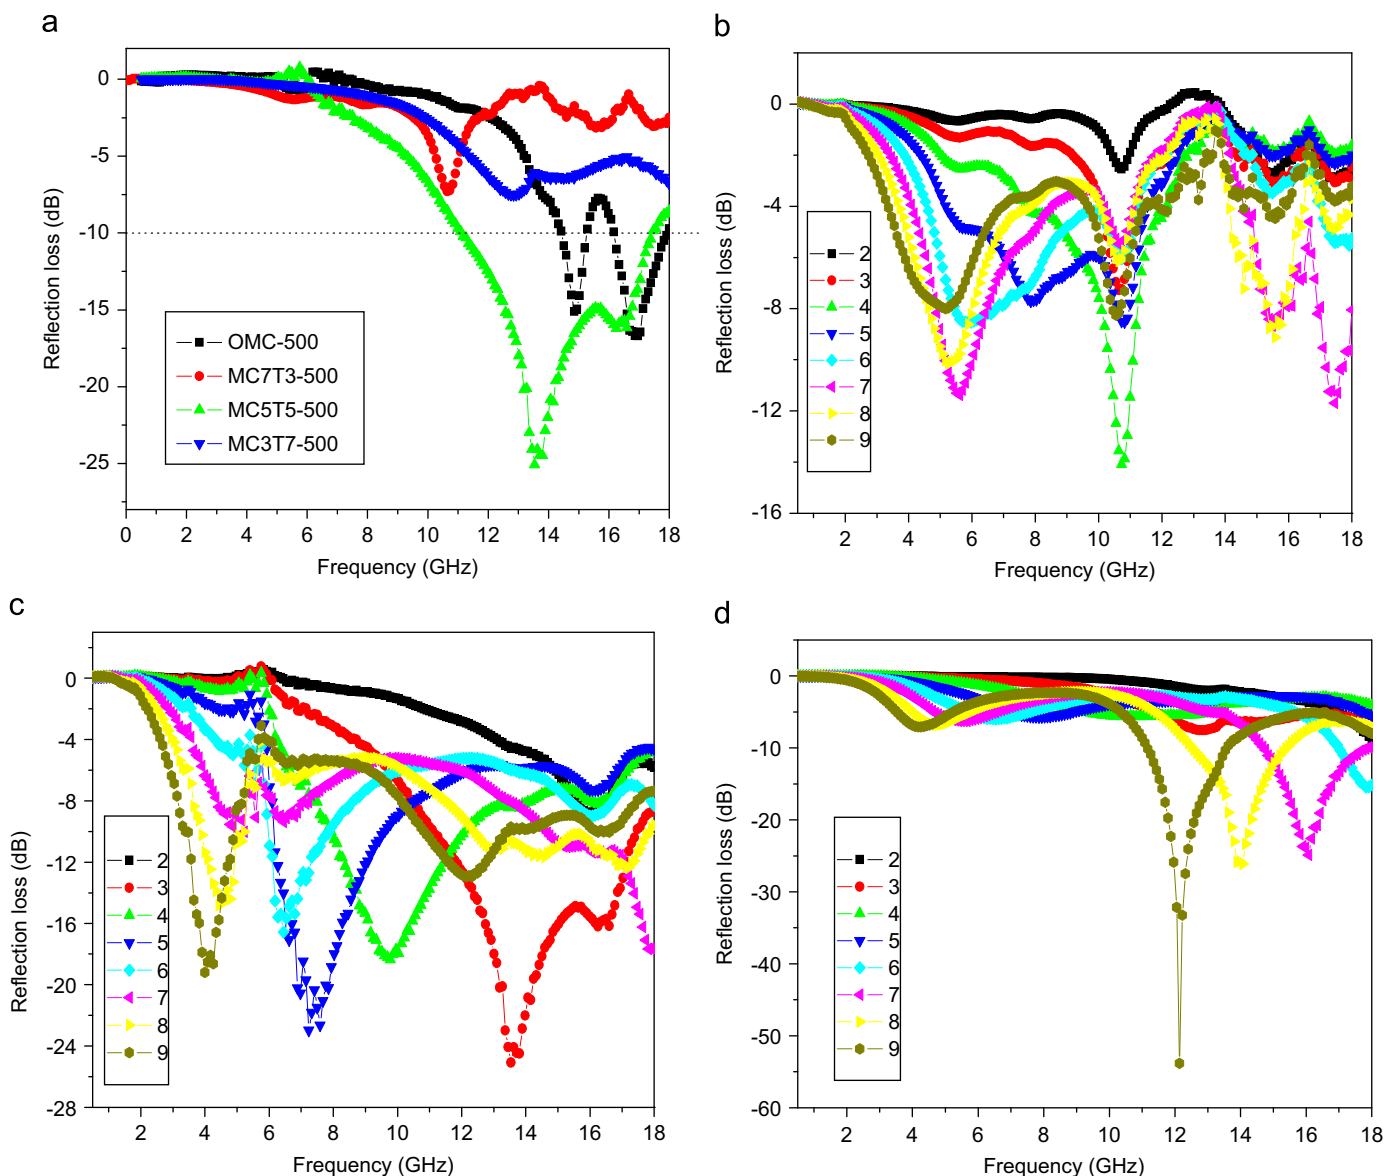 a
0
-5
-10
-15
-20
-25
Reflection loss (dB)
OMC-500
MC7T3-500
MC5T5-500
MC3T7-500
0 2 4 6 8 10 12 14 16 18
Frequency (GHz)
b
0
-4
-8
-12
-16
Reflection loss (dB)
2
3
4
5
6
7
8
9
2 4 6 8 10 12 14 16 18
Frequency (GHz)
c
0
-4
-8
-12
-16
-20
-24
-28
Reflection loss (dB)
2
3
4
5
6
7
8
9
2 4 6 8 10 12 14 16 18
Frequency (GHz)
d
0
-10
-20
-30
-40
-50
-60
Reflection loss (dB)
2
3
4
5
6
7
8
9
2 4 6 8 10 12 14 16 18
Frequency (GHz)